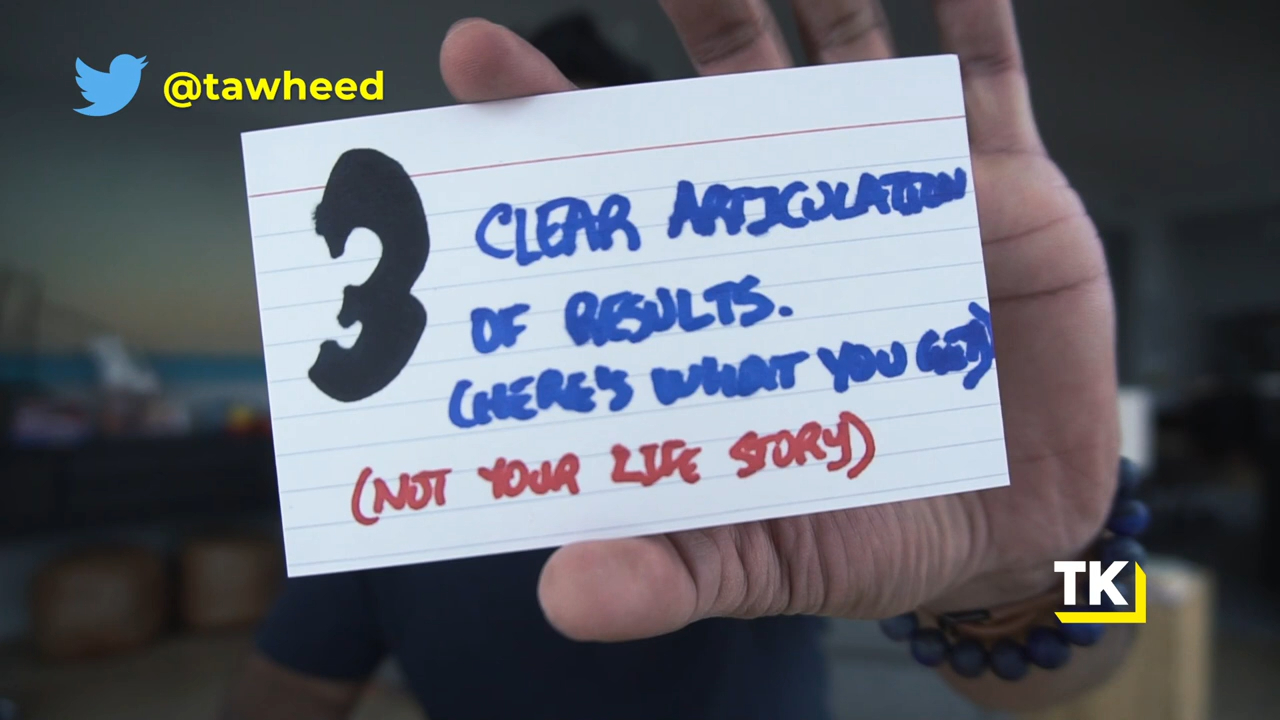 @tawheed
3 CLEAR ARTICULATION
OF RESULTS.
(HERE'S WHAT YOU GET)
(NOT YOUR LIFE STORY)
TK